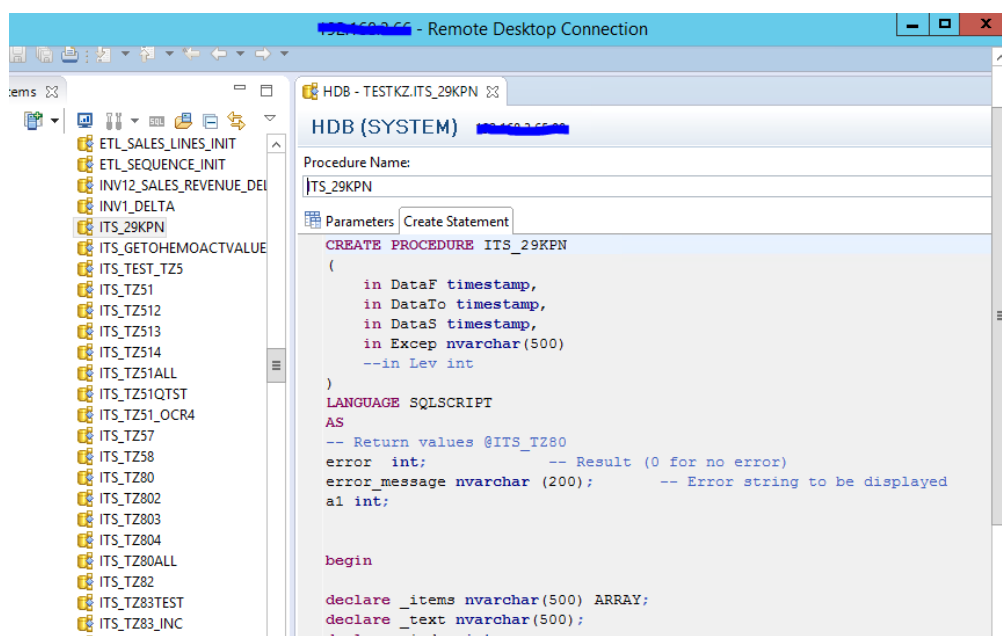 - Remote Desktop Connection
HDB - TESTKZ.ITS_29KPN
HDB (SYSTEM)
Procedure Name:
ITS_29KPN
Parameters Create Statement
ETL_SALES_LINES_INIT
ETL_SEQUENCE_INIT
INV12_SALES_REVENUE_DEL
INV1_DELTA
ITS_29KPN
ITS_GETOHEMOACTVALUE
ITS_TEST_TZ5
ITS_TZ51
ITS_TZ512
ITS_TZ513
ITS_TZ514
ITS_TZ51ALL
ITS_TZ51QTST
ITS_TZ51_OCR4
ITS_TZ57
ITS_TZ58
ITS_TZ80
ITS_TZ802
ITS_TZ803
ITS_TZ804
ITS_TZ80ALL
ITS_TZ82
ITS_TZ83TEST
ITS_TZ83_INC
CREATE PROCEDURE ITS_29KPN
(
in DataF timestamp,
in DataTo timestamp,
in DataS timestamp,
in Excep nvarchar(500)
--in Lev int
)
LANGUAGE SQLSCRIPT
AS
-- Return values @ITS_TZ80
error int; -- Result (0 for no error)
error_message nvarchar (200); -- Error string to be displayed
a1 int;
begin
declare _items nvarchar(500) ARRAY;
declare _text nvarchar(500);